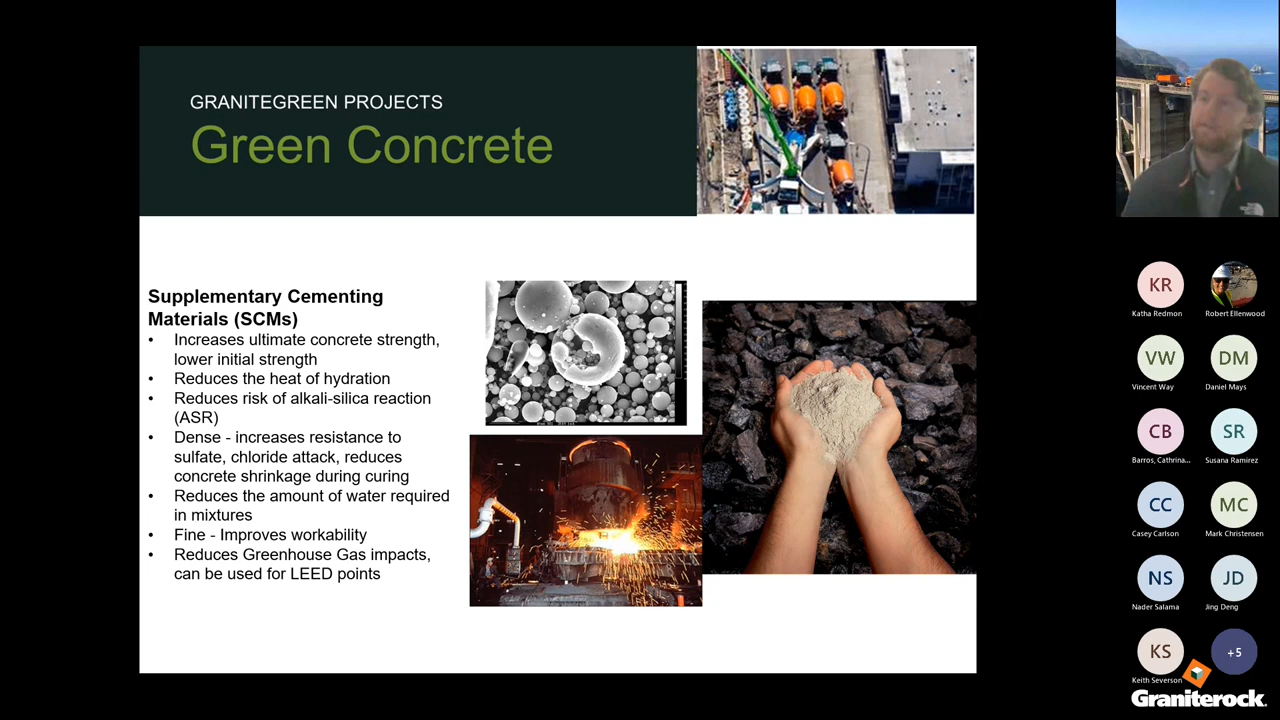 GRANITEGREEN PROJECTS
Green Concrete
Supplementary Cementing
Materials (SCMs)
• Increases ultimate concrete strength,
lower initial strength
• Reduces the heat of hydration
• Reduces risk of alkali-silica reaction
(ASR)
• Dense - increases resistance to
sulfate, chloride attack, reduces
concrete shrinkage during curing
• Reduces the amount of water required
in mixtures
• Fine - Improves workability
• Reduces Greenhouse Gas impacts,
can be used for LEED points
KR
Katha Redmon
Robert Ellenwood
VW
Vincent Way
DM
Daniel Mays
CB
Barros, Cathrina...
SR
Susana Ramirez
CC
Casey Carlson
MC
Mark Christensen
NS
Nader Salama
JD
Jing Deng
KS
Keith Severson
+5
Graniterock.